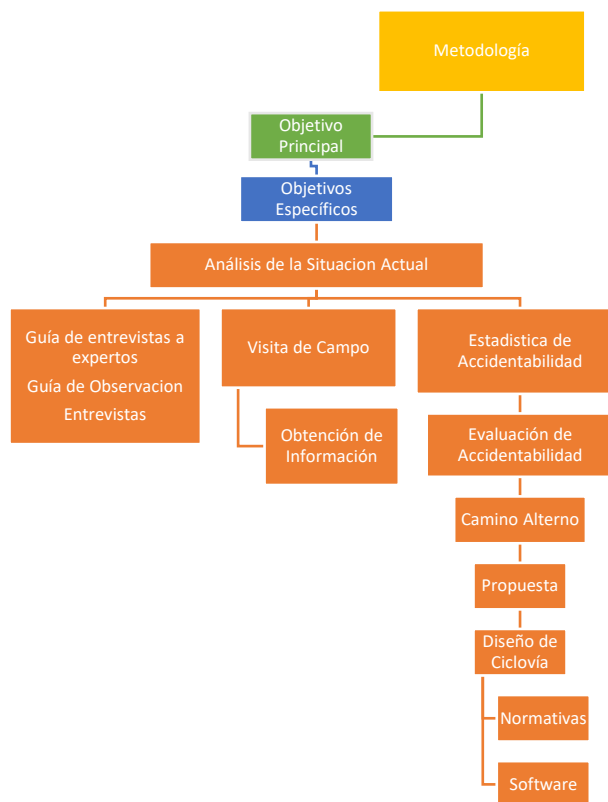 Metodología
Objetivo
Principal
Objetivos
Específicos
Análisis de la Situacion Actual
Guía de entrevistas a
expertos
Guía de Observacion
Entrevistas
Visita de Campo
Obtención de
Información
Estadistica de
Accidentabilidad
Evaluación de
Accidentabilidad
Camino Alterno
Propuesta
Diseño de
Ciclovía
Normativas
Software